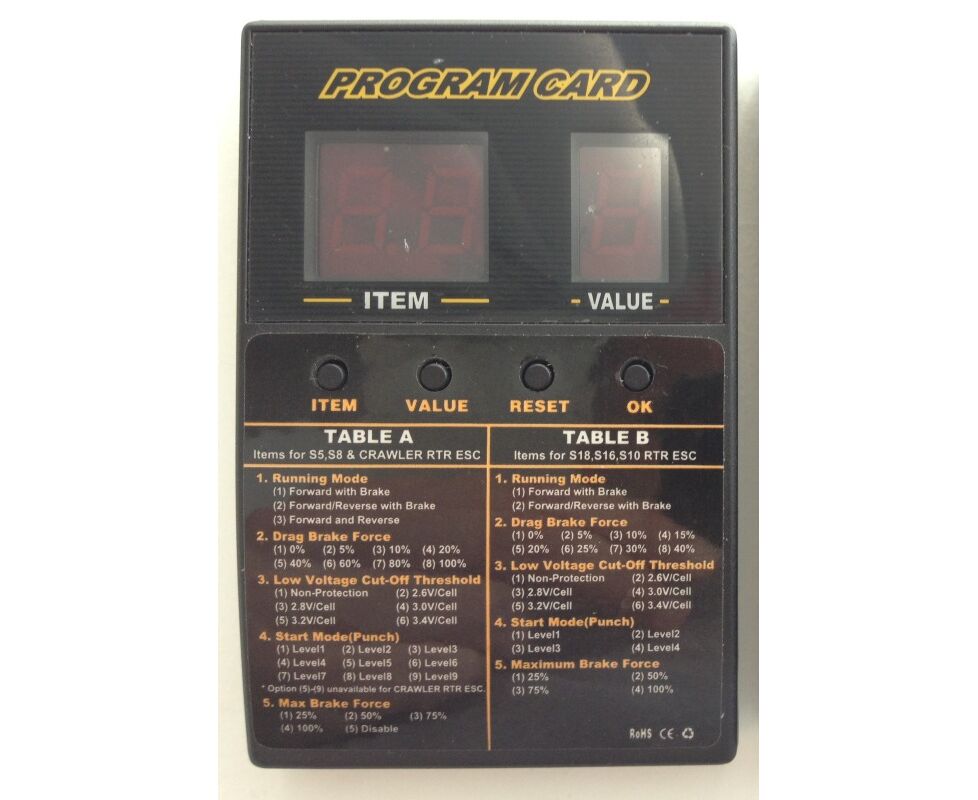 PROGRAM CARD
ITEM
VALUE
ITEM VALUE RESET OK
TABLE A
Items for S5,S8 & CRAWLER RTR ESC
1. Running Mode
(1) Forward with Brake
(2) Forward/Reverse with Brake
(3) Forward and Reverse
2. Drag Brake Force
(1) 0% (2) 5% (3) 10% (4) 20%
(5) 40% (6) 60% (7) 80% (8) 100%
3. Low Voltage Cut-Off Threshold
(1) Non-Protection (2) 2.6V/Cell
(3) 2.8V/Cell (4) 3.0V/Cell
(5) 3.2V/Cell (6) 3.4V/Cell
4. Start Mode(Punch)
(1) Level1 (2) Level2 (3) Level3
(4) Level4 (5) Level5 (6) Level6
(7) Level7 (8) Level8 (9) Level9
* Option (5)-(9) unavailable for CRAWLER RTR ESC.
5. Max Brake Force
(1) 25% (2) 50% (3) 75%
(4) 100% (5) Disable
TABLE B
Items for S18,S16,S10 RTR ESC
1. Running Mode
(1) Forward with Brake
(2) Forward/Reverse with Brake
2. Drag Brake Force
(1) 0% (2) 5% (3) 10% (4) 15%
(5) 20% (6) 25% (7) 30% (8) 40%
3. Low Voltage Cut-Off Threshold
(1) Non-Protection (2) 2.6V/Cell
(3) 2.8V/Cell (4) 3.0V/Cell
(5) 3.2V/Cell (6) 3.4V/Cell
4. Start Mode(Punch)
(1) Level1 (2) Level2
(3) Level3 (4) Level4
5. Maximum Brake Force
(1) 25% (2) 50%
(3) 75% (4) 100%
RoHS CE